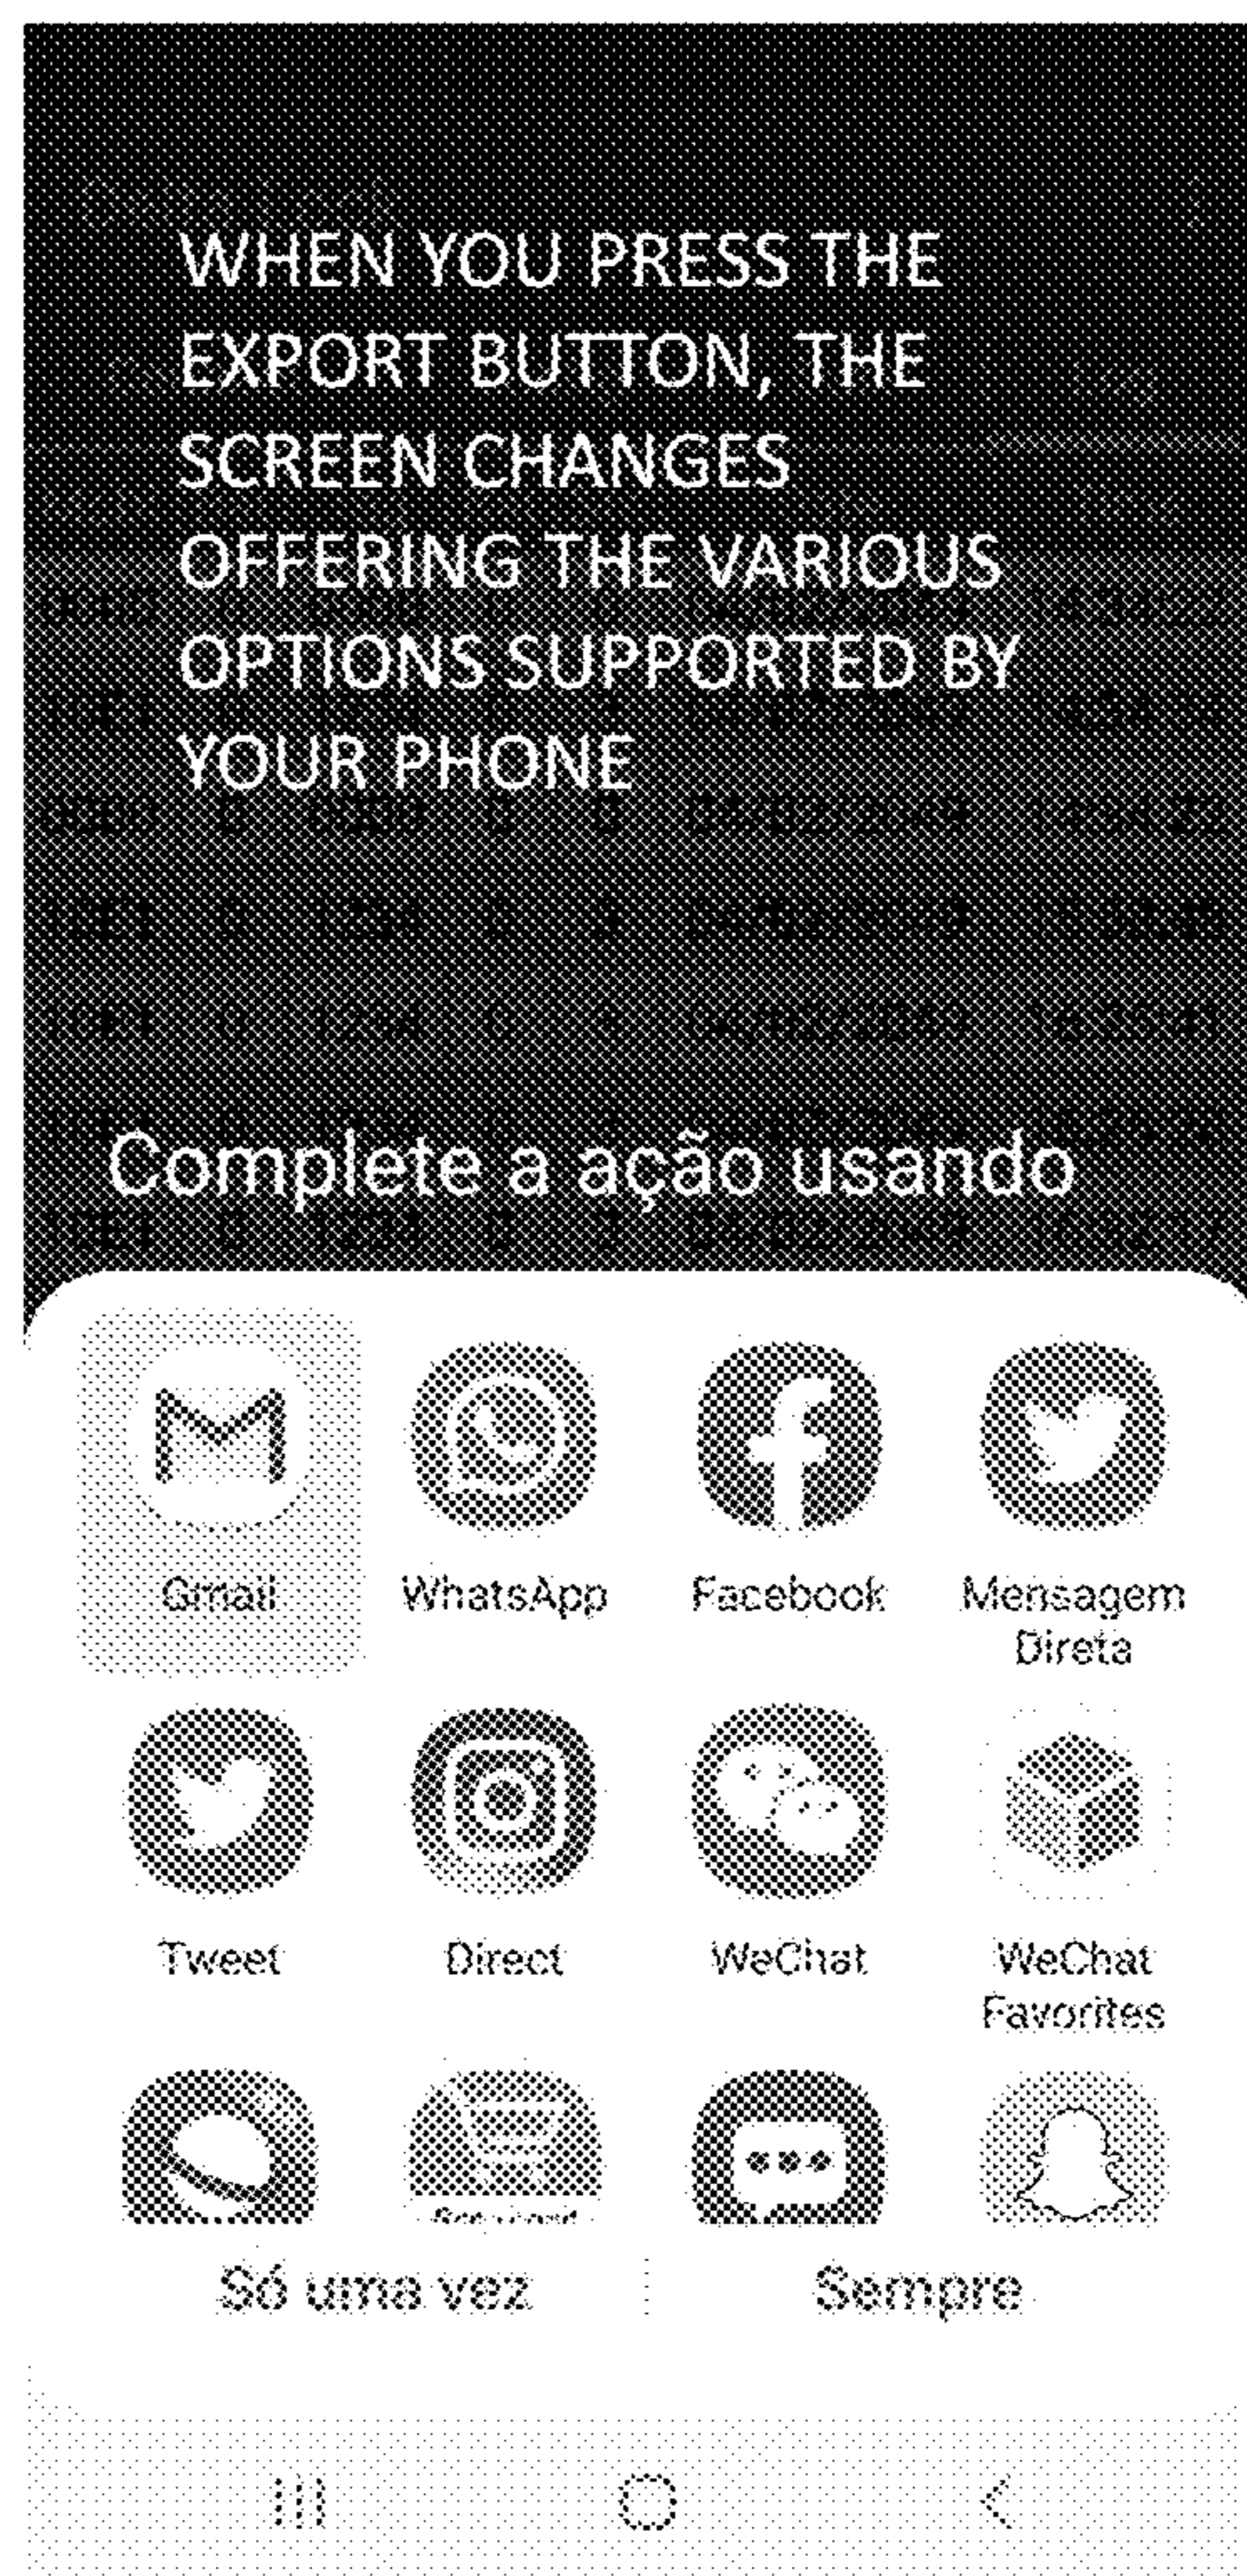 WHEN YOU PRESS THE
EXPORT BUTTON, THE
SCREEN CHANGES
OFFERING THE VARIOUS
OPTIONS SUPPORTED BY
YOUR PHONE
Complete a ação usando
Gmail WhatsApp Facebook Mensagem
Direta
Tweet Direct WeChat WeChat
Favorites
Só uma vez Sempre